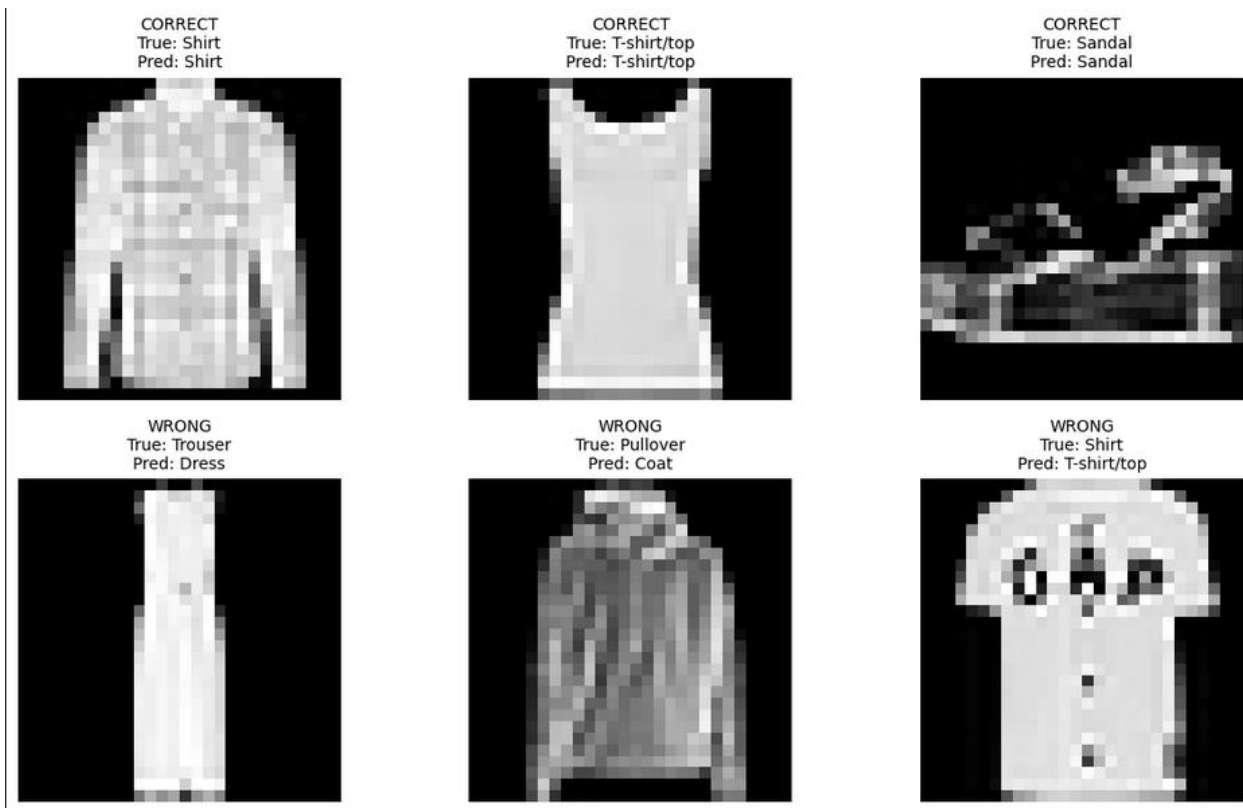 CORRECT
True: Shirt
Pred: Shirt
CORRECT
True: T-shirt/top
Pred: T-shirt/top
CORRECT
True: Sandal
Pred: Sandal
WRONG
True: Trouser
Pred: Dress
WRONG
True: Pullover
Pred: Coat
WRONG
True: Shirt
Pred: T-shirt/top